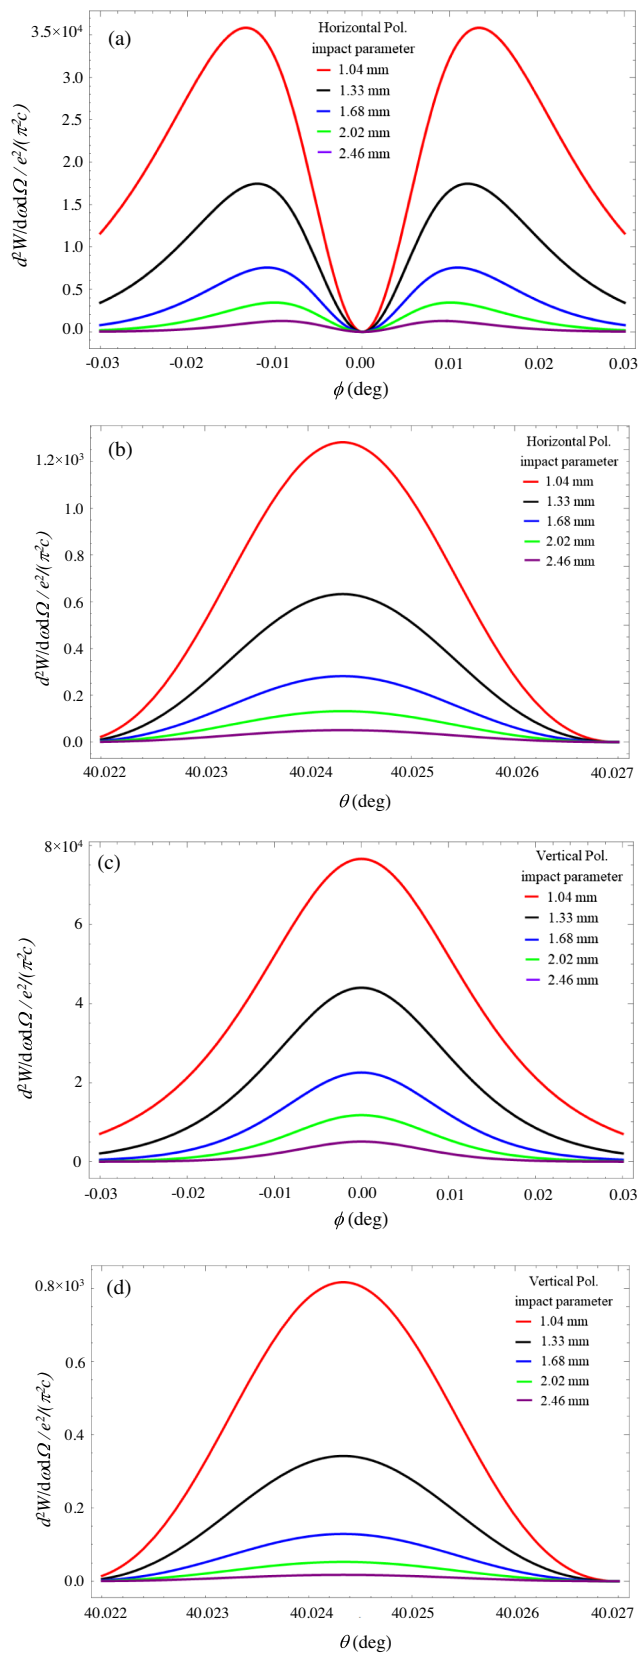 (a)
Horizontal Pol.
impact parameter
1.04 mm
1.33 mm
1.68 mm
2.02 mm
2.46 mm
3.5×10⁴
3.0
2.5
2.0
1.5
1.0
0.5
0.0
d²W/dωdΩ / e²/(π²c)
-0.03 -0.02 -0.01 0.00 0.01 0.02 0.03
ϕ (deg)
(b)
Horizontal Pol.
impact parameter
1.04 mm
1.33 mm
1.68 mm
2.02 mm
2.46 mm
1.2×10³
1.0
0.8
0.6
0.4
0.2
0.0
d²W/dωdΩ / e²/(π²c)
40.022 40.023 40.024 40.025 40.026 40.027
θ (deg)
(c)
Vertical Pol.
impact parameter
1.04 mm
1.33 mm
1.68 mm
2.02 mm
2.46 mm
8×10⁴
6
4
2
0
d²W/dωdΩ / e²/(π²c)
-0.03 -0.02 -0.01 0.00 0.01 0.02 0.03
ϕ (deg)
(d)
Vertical Pol.
impact parameter
1.04 mm
1.33 mm
1.68 mm
2.02 mm
2.46 mm
0.8×10³
0.6
0.4
0.2
0.0
d²W/dωdΩ / e²/(π²c)
40.022 40.023 40.024 40.025 40.026 40.027
θ (deg)